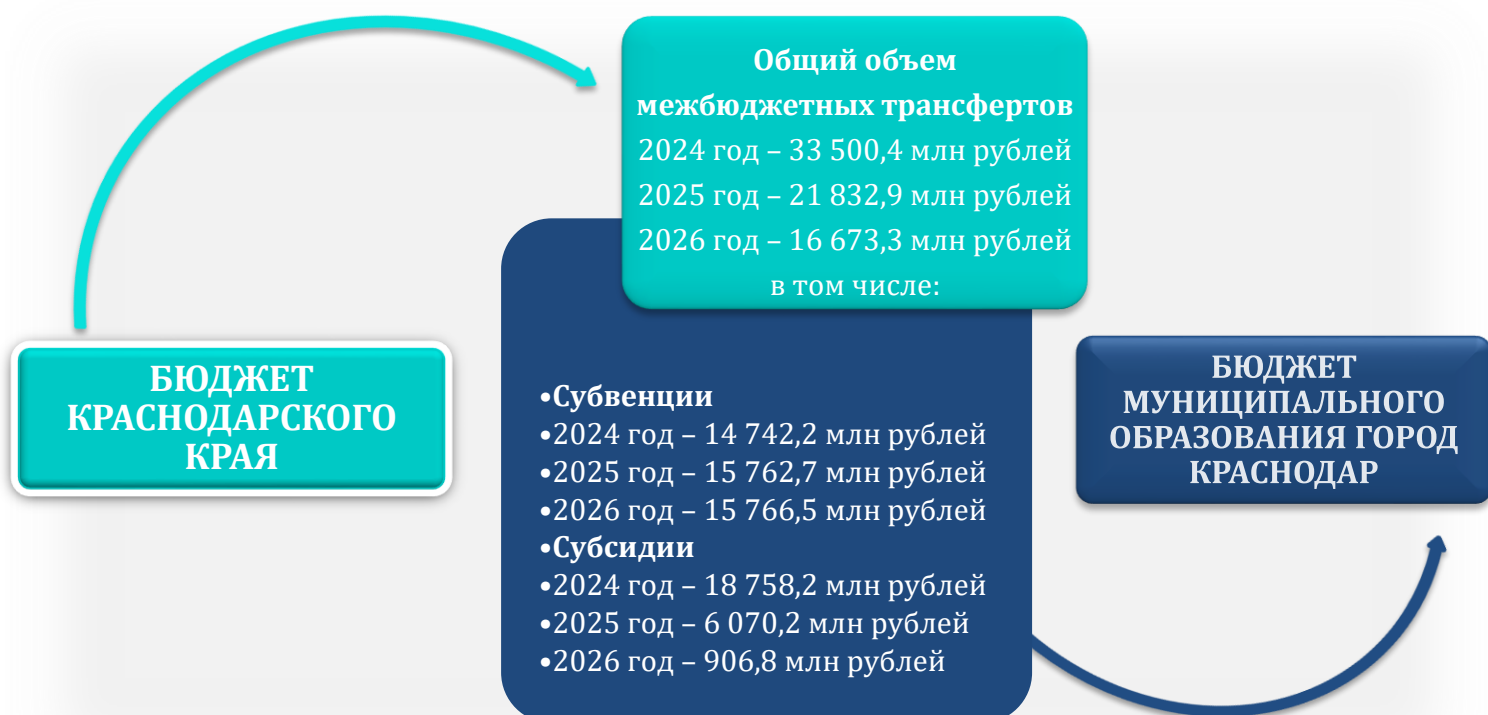 Общий объем
межбюджетных трансфертов
2024 год – 33 500,4 млн рублей
2025 год – 21 832,9 млн рублей
2026 год – 16 673,3 млн рублей
в том числе:
БЮДЖЕТ
КРАСНОДАРСКОГО
КРАЯ
•Субвенции
•2024 год – 14 742,2 млн рублей
•2025 год – 15 762,7 млн рублей
•2026 год – 15 766,5 млн рублей
•Субсидии
•2024 год – 18 758,2 млн рублей
•2025 год – 6 070,2 млн рублей
•2026 год – 906,8 млн рублей
БЮДЖЕТ
МУНИЦИПАЛЬНОГО
ОБРАЗОВАНИЯ ГОРОД
КРАСНОДАР